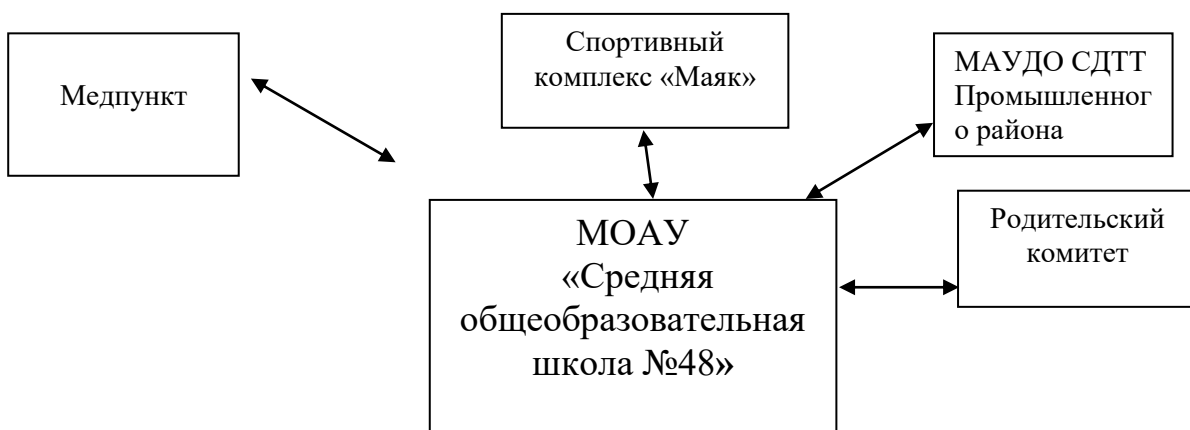 Медпункт
Спортивный
комплекс «Маяк»
МАУДО СДТТ
Промышленног
о района
Родительский
комитет
МОАУ
«Средняя
общеобразовательная
школа №48»